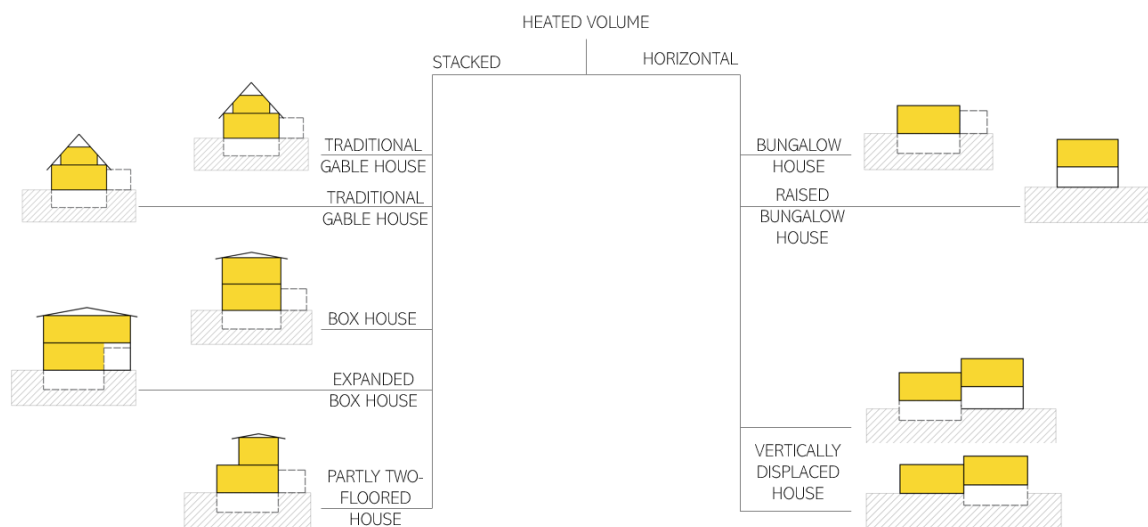 HEATED VOLUME
STACKED
HORIZONTAL
TRADITIONAL
GABLE HOUSE
TRADITIONAL
GABLE HOUSE
BOX HOUSE
EXPANDED
BOX HOUSE
PARTLY TWO-
FLOORED
HOUSE
BUNGALOW
HOUSE
RAISED
BUNGALOW
HOUSE
VERTICALLY
DISPLACED
HOUSE